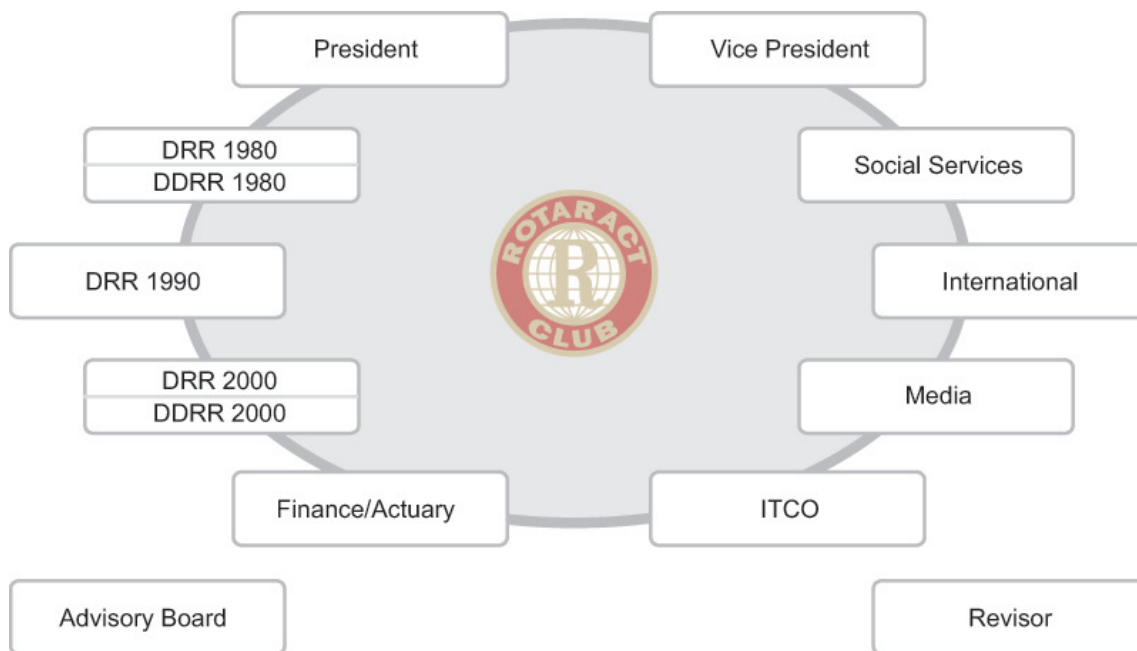 President
Vice President
DRR 1980
DDRR 1980
Social Services
DRR 1990
International
ROTARACT
R
CLUB
DRR 2000
DDRR 2000
Media
Finance/Actuary
ITCO
Advisory Board
Revisor